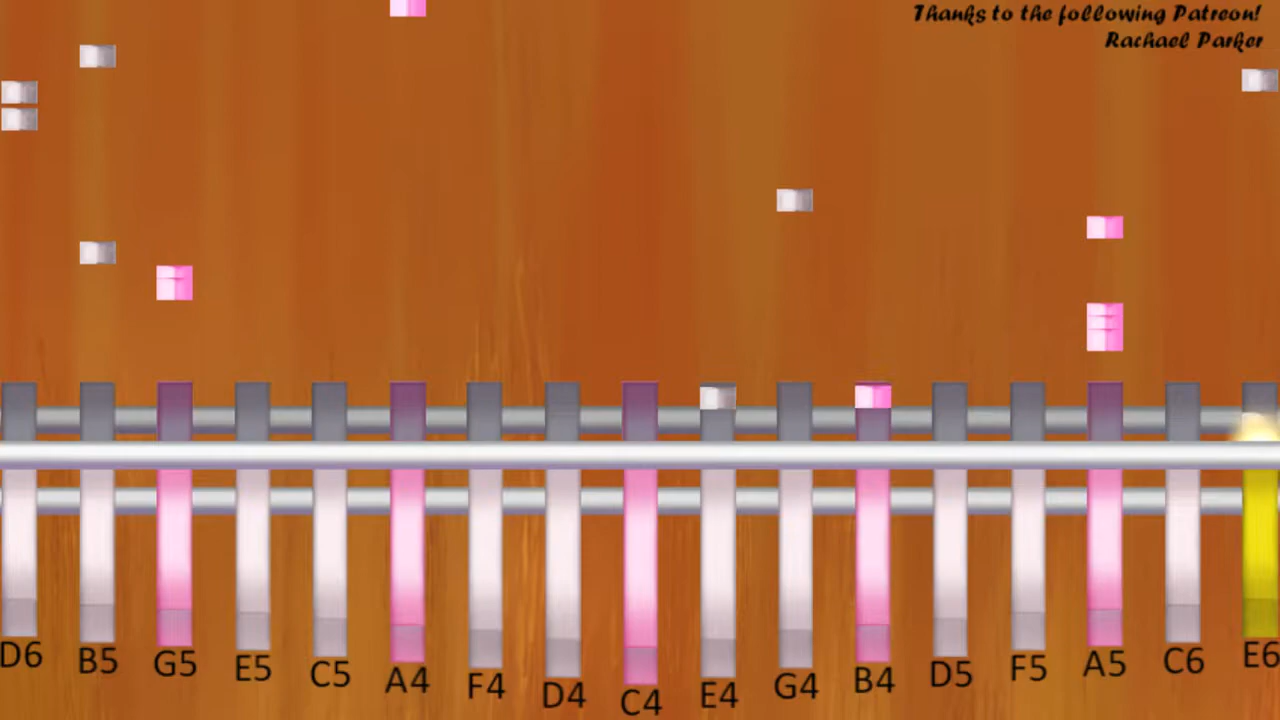 Thanks to the following Patreon!
Rachael Parker
D6 B5 G5 E5 C5 A4 F4 D4 C4 E4 G4 B4 D5 F5 A5 C6 E6